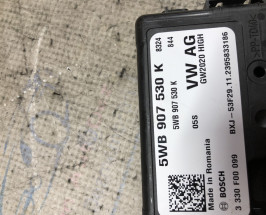 8324
844
VW AG
GW2020 HIGH
BXJ-53F29.11.2395833186
5WB 907 530 K
5WB 907 530 K
05S
Made in Romania
BOSCH
3 330 F00 099